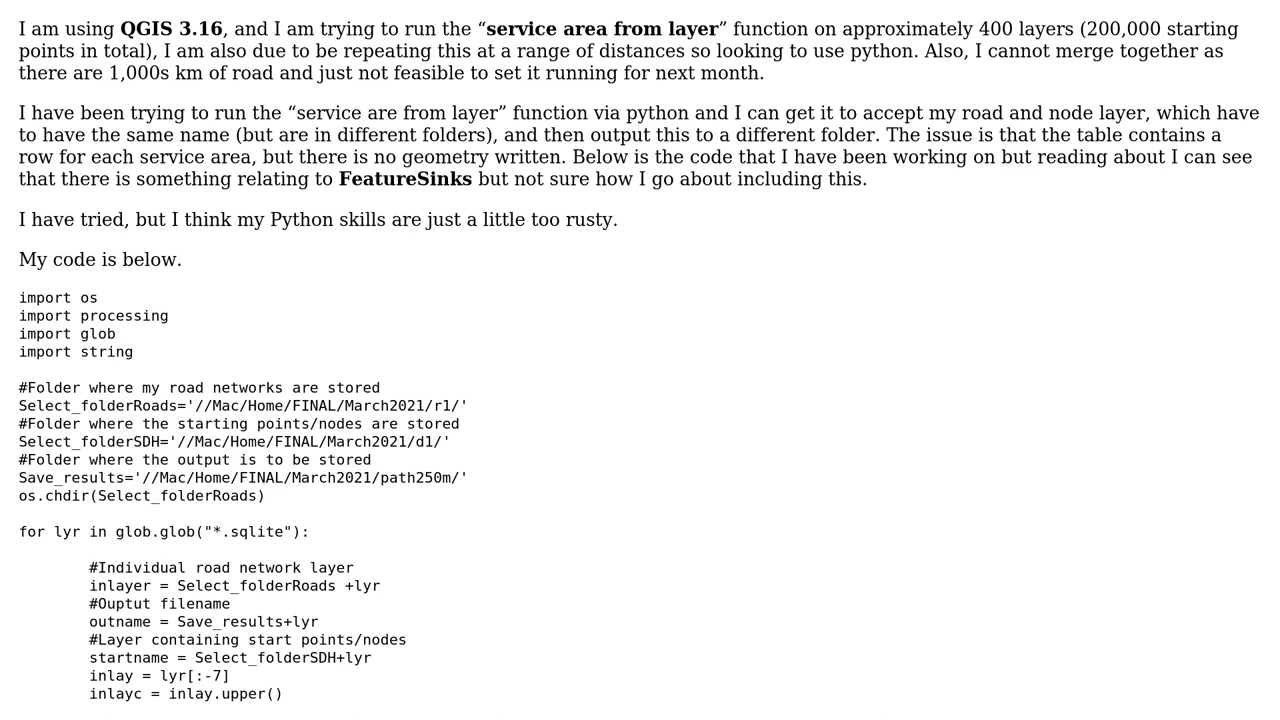 I am using QGIS 3.16, and I am trying to run the “service area from layer” function on approximately 400 layers (200,000 starting
points in total), I am also due to be repeating this at a range of distances so looking to use python. Also, I cannot merge together as
there are 1,000s km of road and just not feasible to set it running for next month.
I have been trying to run the “service are from layer” function via python and I can get it to accept my road and node layer, which have
to have the same name (but are in different folders), and then output this to a different folder. The issue is that the table contains a
row for each service area, but there is no geometry written. Below is the code that I have been working on but reading about I can see
that there is something relating to FeatureSinks but not sure how I go about including this.
I have tried, but I think my Python skills are just a little too rusty.
My code is below.
import os
import processing
import glob
import string
#Folder where my road networks are stored
Select_folderRoads='//Mac/Home/FINAL/March2021/r1/'
#Folder where the starting points/nodes are stored
Select_folderSDH='//Mac/Home/FINAL/March2021/d1/'
#Folder where the output is to be stored
Save_results='//Mac/Home/FINAL/March2021/path250m/'
os.chdir(Select_folderRoads)
for lyr in glob.glob("*.sqlite"):
        #Individual road network layer
        inlayer = Select_folderRoads +lyr
        #Ouptut filename
        outname = Save_results+lyr
        #Layer containing start points/nodes
        startname = Select_folderSDH+lyr
        inlay = lyr[:-7]
        inlayc = inlay.upper()